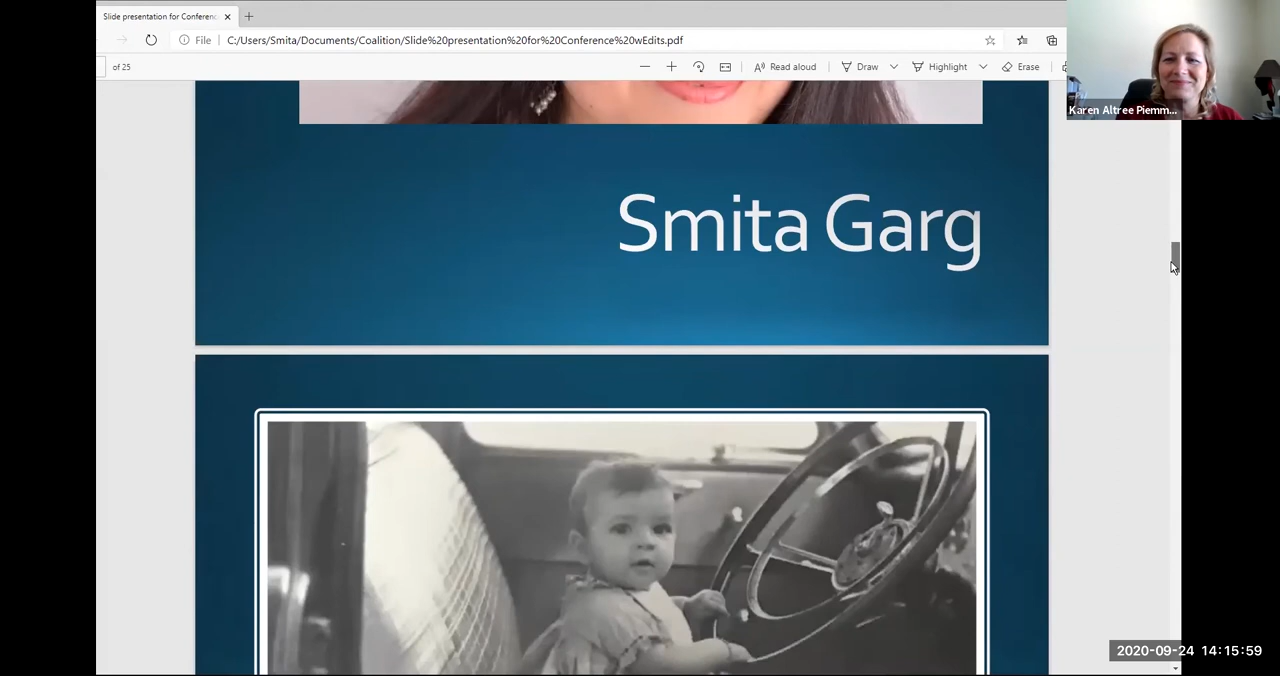 Slide presentation for Conferenc
File
C:/Users/Smita/Documents/Coalition/Slide%20presentation%20for%20Conference%20wEdits.pdf
of 25
Read aloud
Draw
Highlight
Erase
Karen Altree Piemm...
Smita Garg
2020-09-24 14:15:59